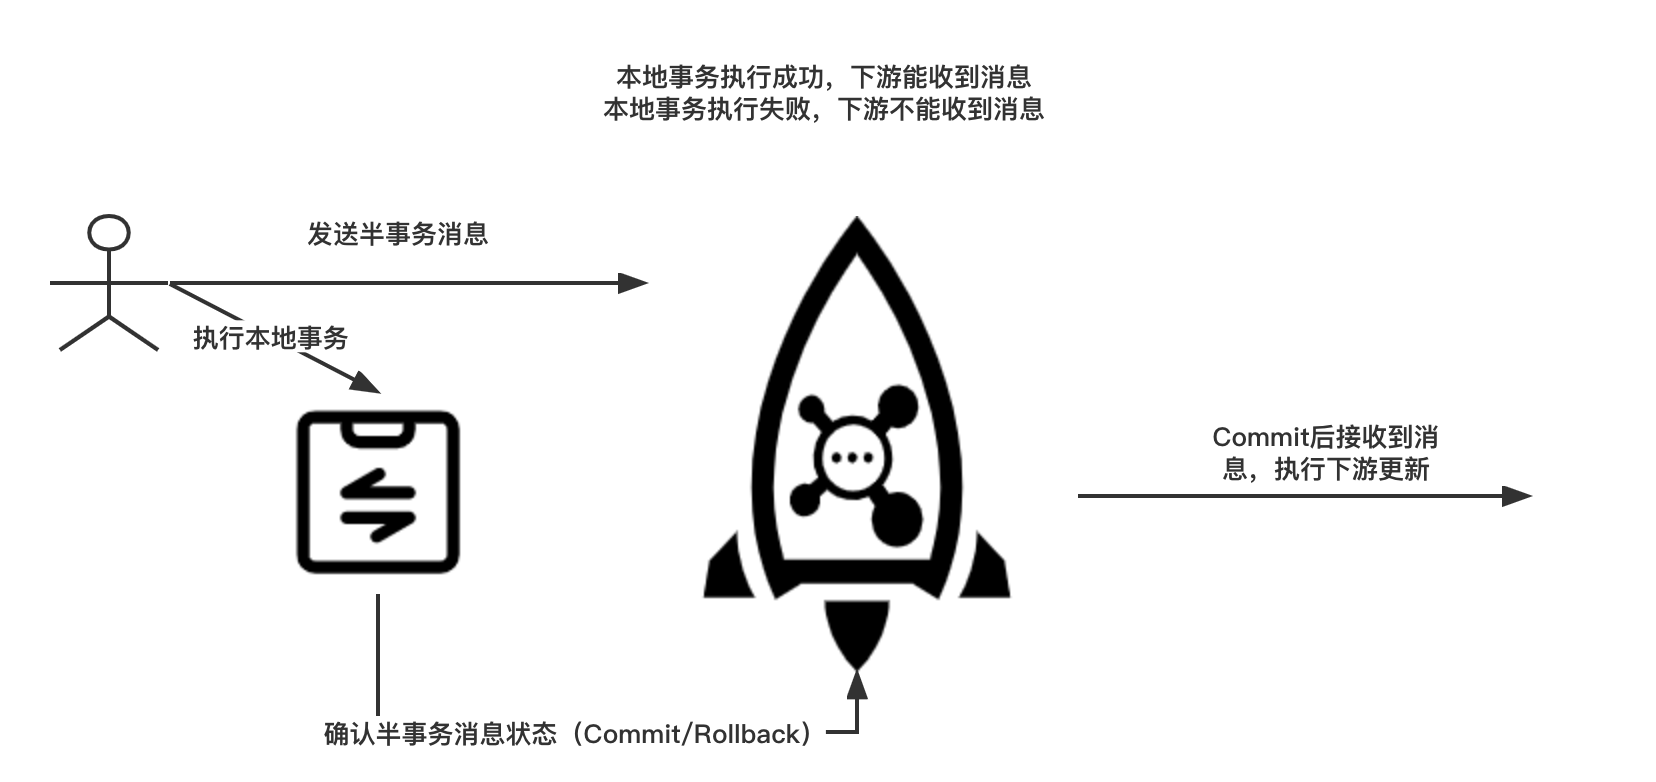 本地事务执行成功，下游能收到消息
本地事务执行失败，下游不能收到消息
发送半事务消息
执行本地事务
Commit后接收到消
息，执行下游更新
确认半事务消息状态（Commit/Rollback）